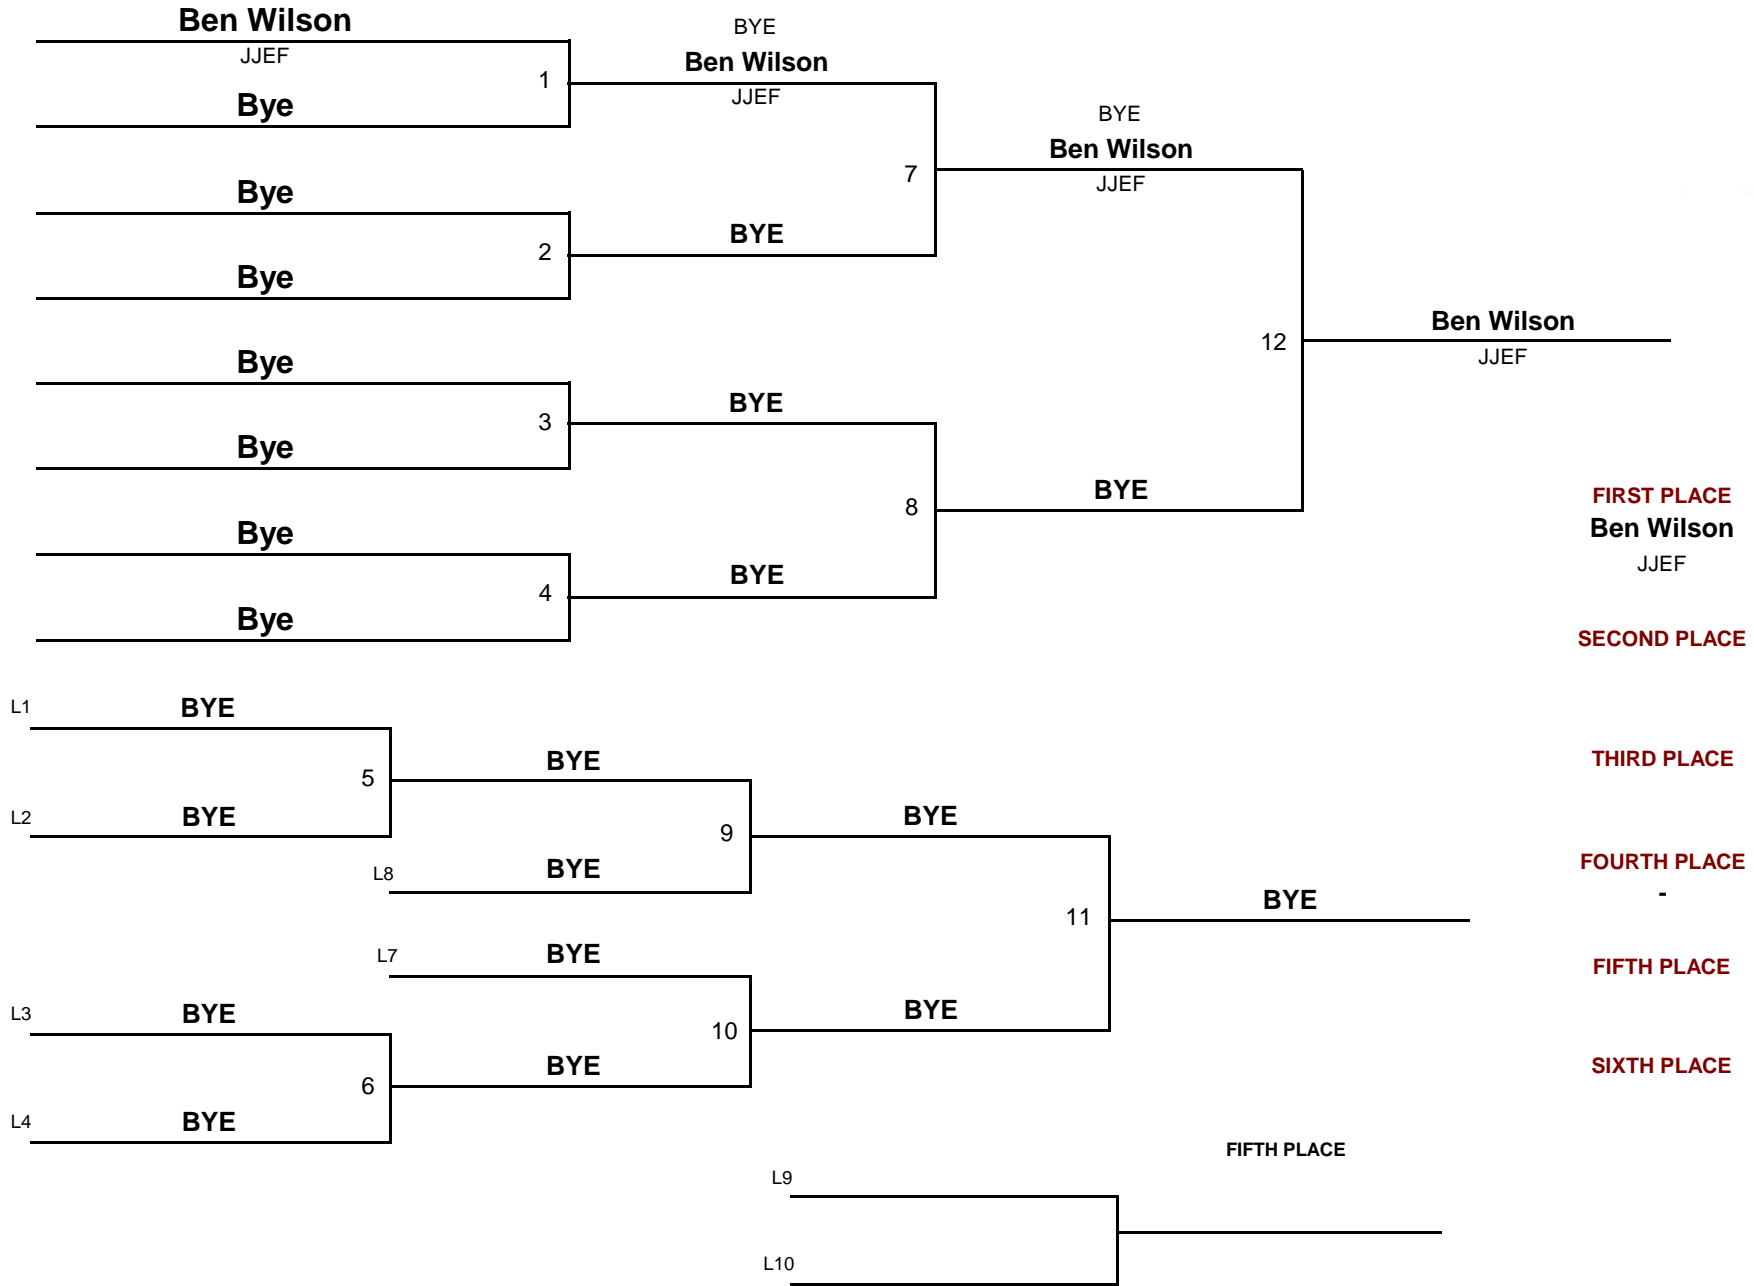 Ben Wilson
JJEF
1
Bye
BYE
Ben Wilson
JJEF
Bye
2
Bye
7
BYE
BYE
Ben Wilson
JJEF
Bye
3
Bye
BYE
Bye
4
Bye
8
BYE
BYE
12
Ben Wilson
JJEF
FIRST PLACE
Ben Wilson
JJEF
SECOND PLACE
THIRD PLACE
FOURTH PLACE
-
FIFTH PLACE
SIXTH PLACE
L1 BYE
5
L2 BYE
BYE
9
L8 BYE
BYE
L7 BYE
10
L3 BYE
6
L4 BYE
BYE
BYE
11
BYE
FIFTH PLACE
L9
L10